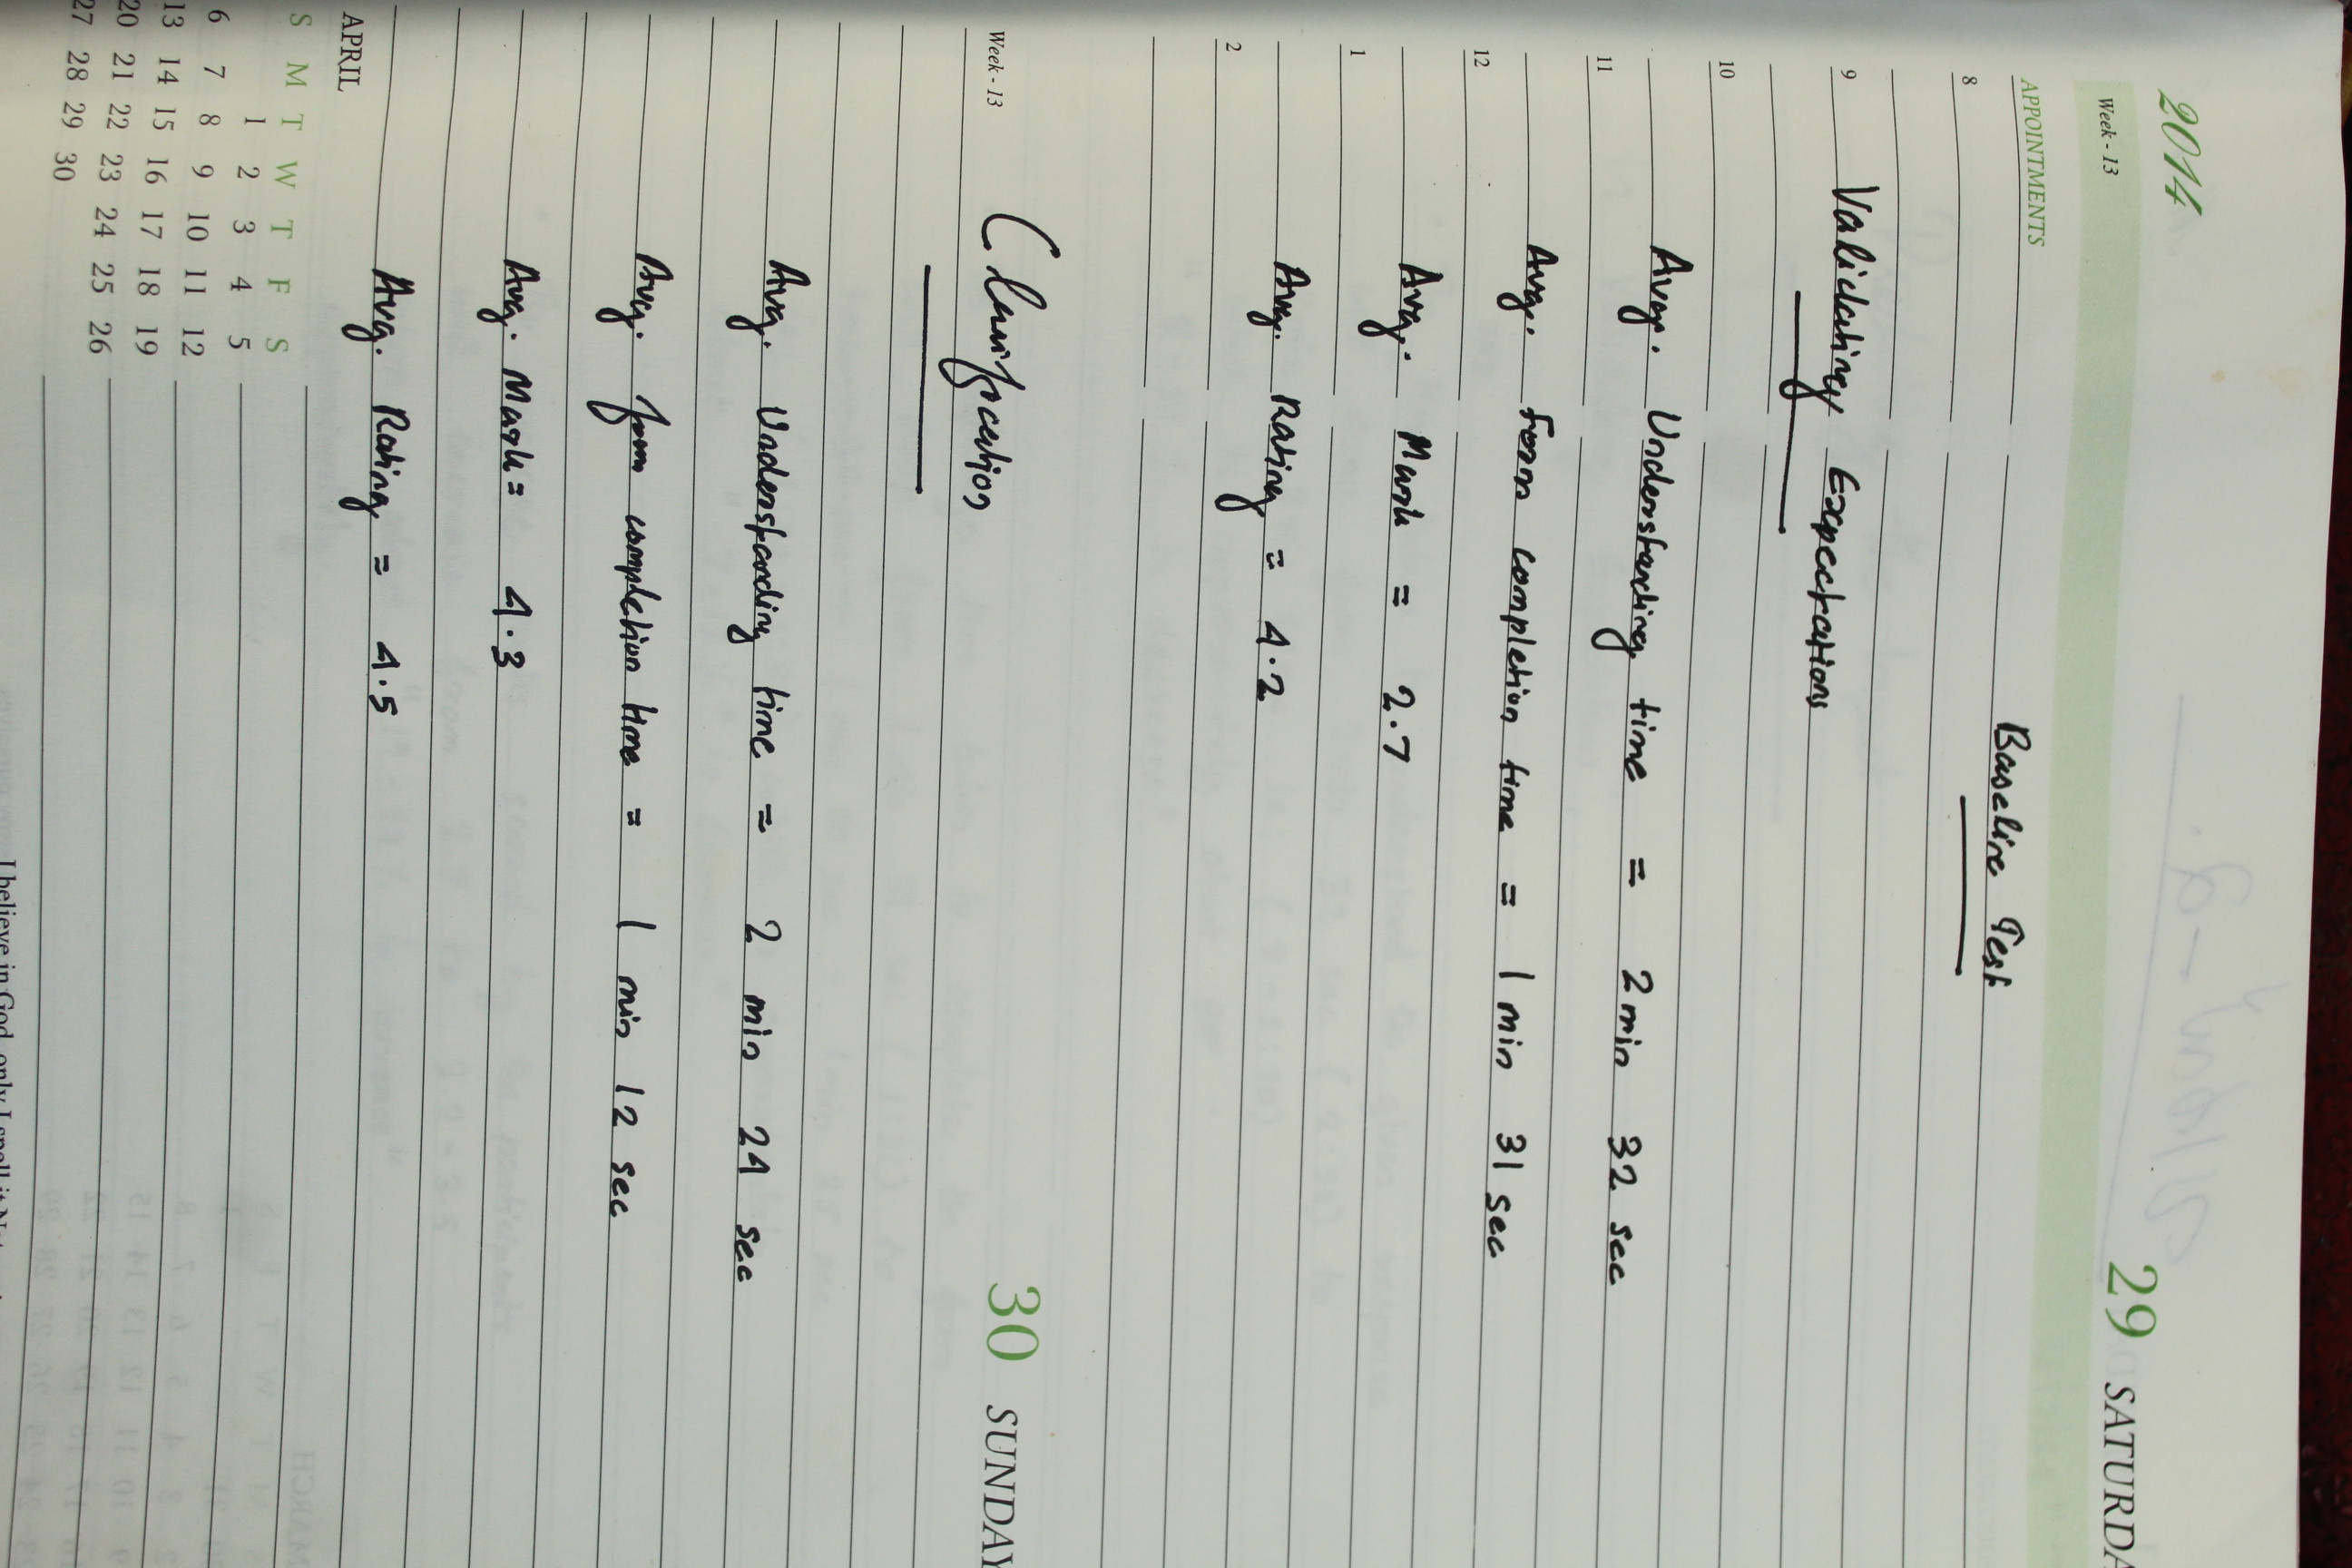 2014
Week - 13
29 SATURDA
APPOINTMENTS
Baseline Test
8
9 Validating Expectations
10
Avg. Understanding time = 2 min 32 sec
11
Avg. Form completion time = 1 min 31 sec
12
Avg. Mark = 2.7
1
Avg. Rating = 4.2
2
30 SUNDAY
Week - 13
Clarification
Avg. Understanding time = 2 min 24 sec
Avg. form completion time = 1 min 12 sec
Avg. Mark = 4.3
Avg. Rating = 4.5
APRIL
S M T W T F S
1 2 3 4 5
6 7 8 9 10 11 12
13 14 15 16 17 18 19
20 21 22 23 24 25 26
27 28 29 30
I believe in God, only I spell it